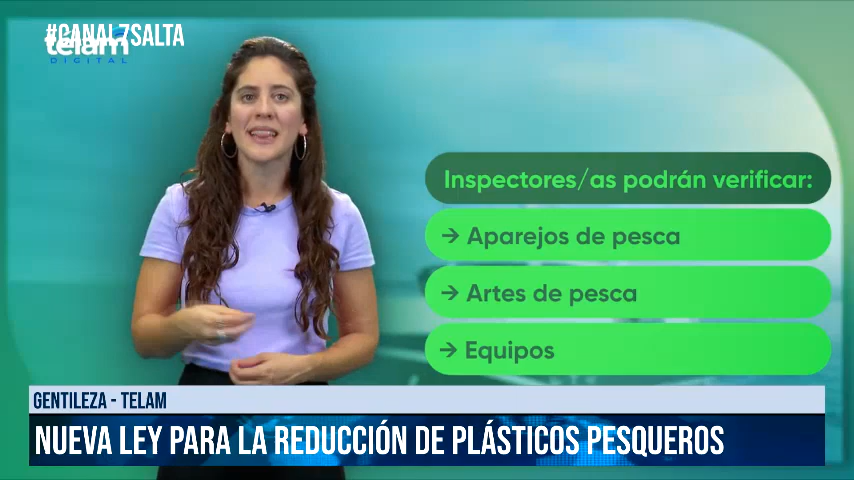 #CANAL7SALTA
telam
DIGITAL
Inspectores/as podrán verificar:
→ Aparejos de pesca
→ Artes de pesca
→ Equipos
GENTILEZA - TELAM
NUEVA LEY PARA LA REDUCCIÓN DE PLÁSTICOS PESQUEROS